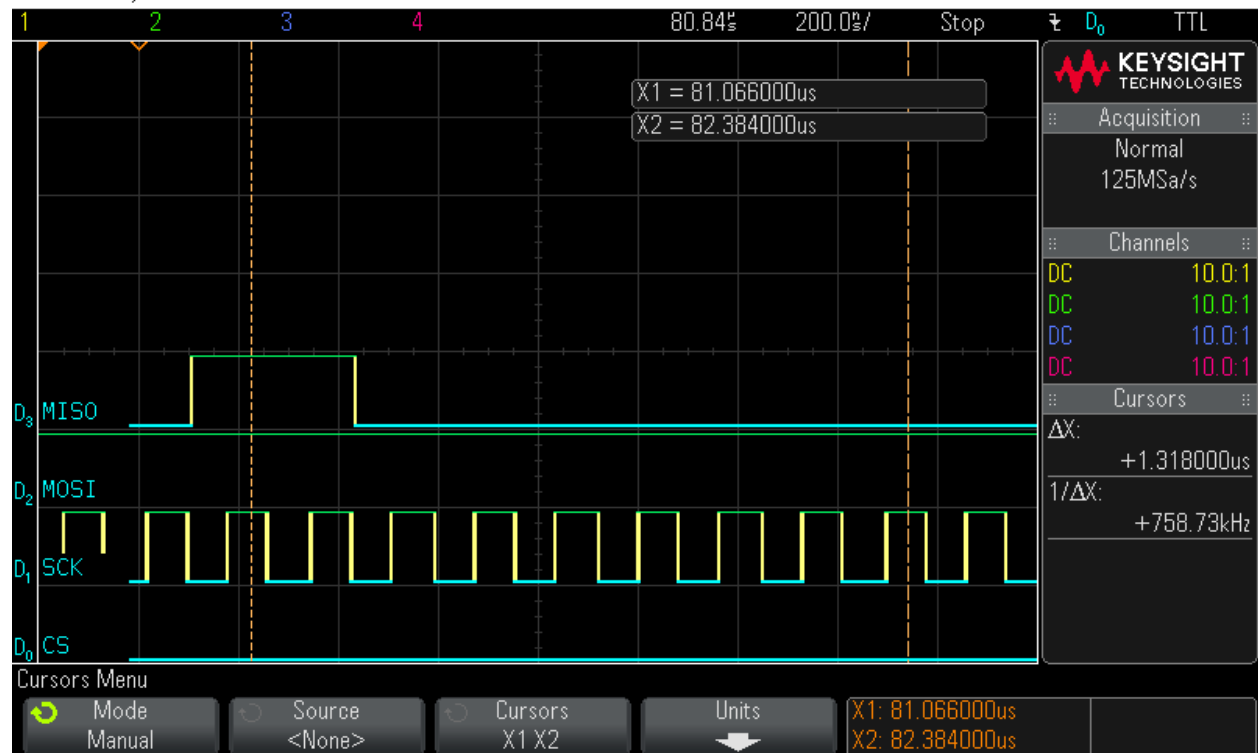 1 2 3 4 80.84㎲ 200.0㎱/ Stop D₀ TTL
X1 = 81.066000us
X2 = 82.384000us
KEYSIGHT
TECHNOLOGIES
Acquisition
Normal
125MSa/s
Channels
DC 10.0:1
DC 10.0:1
DC 10.0:1
DC 10.0:1
Cursors
ΔX:
+1.318000us
1/ΔX:
+758.73kHz
D₃ MISO
D₂ MOSI
D₁ SCK
D₀ CS
Cursors Menu
Mode
Manual
Source
<None>
Cursors
X1 X2
Units
X1: 81.066000us
X2: 82.384000us